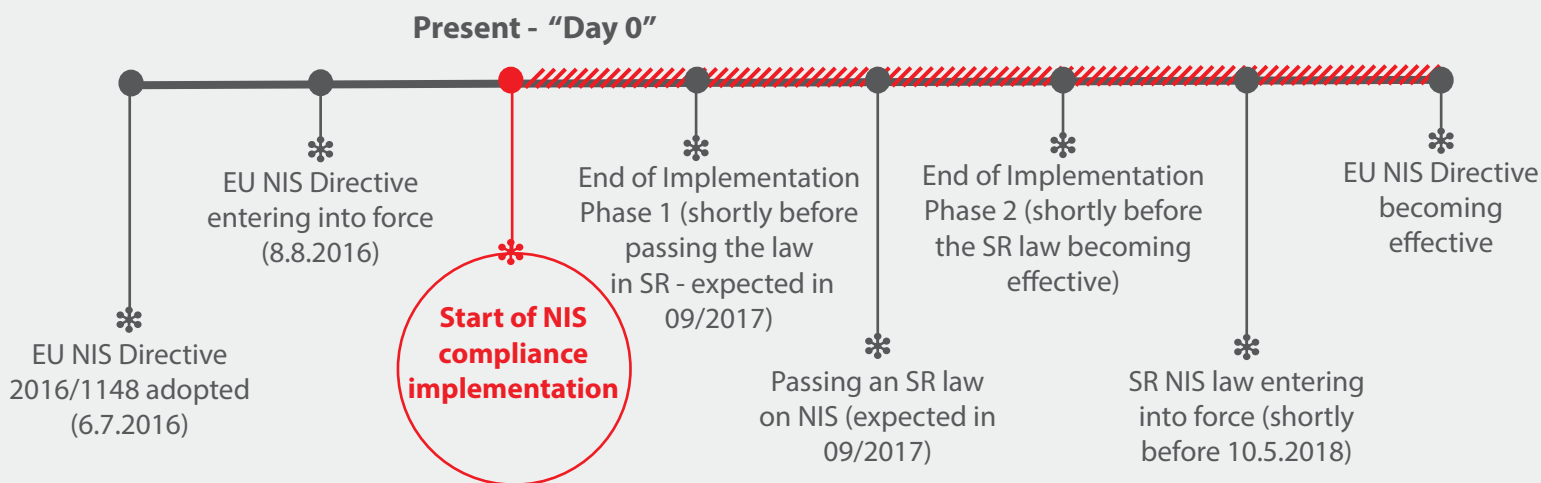 Present - “Day 0”
EU NIS Directive
2016/1148 adopted
(6.7.2016)
EU NIS Directive
entering into force
(8.8.2016)
Start of NIS
compliance
implementation
End of Implementation
Phase 1 (shortly before
passing the law
in SR - expected in
09/2017)
Passing an SR law
on NIS (expected in
09/2017)
End of Implementation
Phase 2 (shortly before
the SR law becoming
effective)
SR NIS law entering
into force (shortly
before 10.5.2018)
EU NIS Directive
becoming
effective